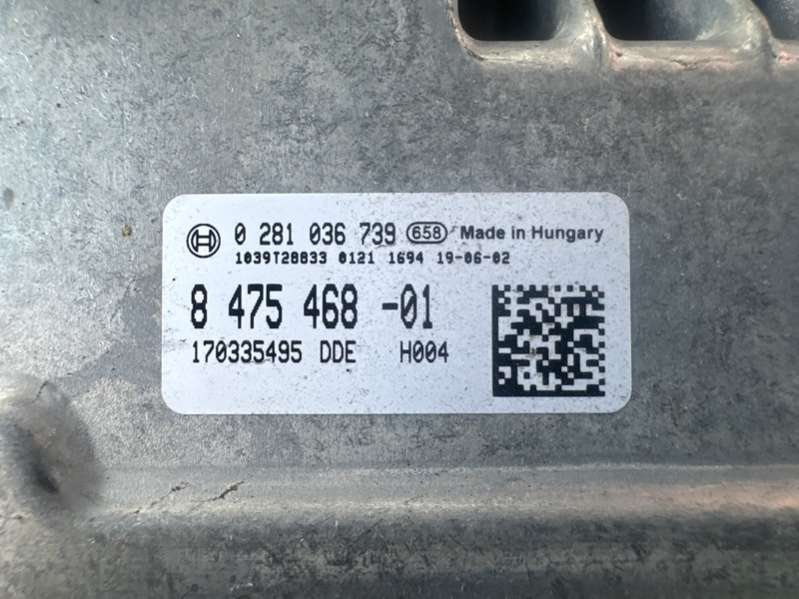 0 281 036 739 658 Made in Hungary
1039T28833 0121 1694 19-06-02
8 475 468 -01
170335495 DDE H004